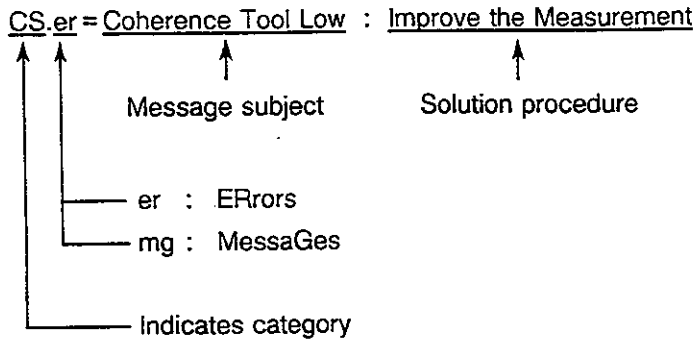 CS.er = Coherence Tool Low : Improve the Measurement
Message subject Solution procedure
er : ERrors
mg : MessaGes
Indicates category